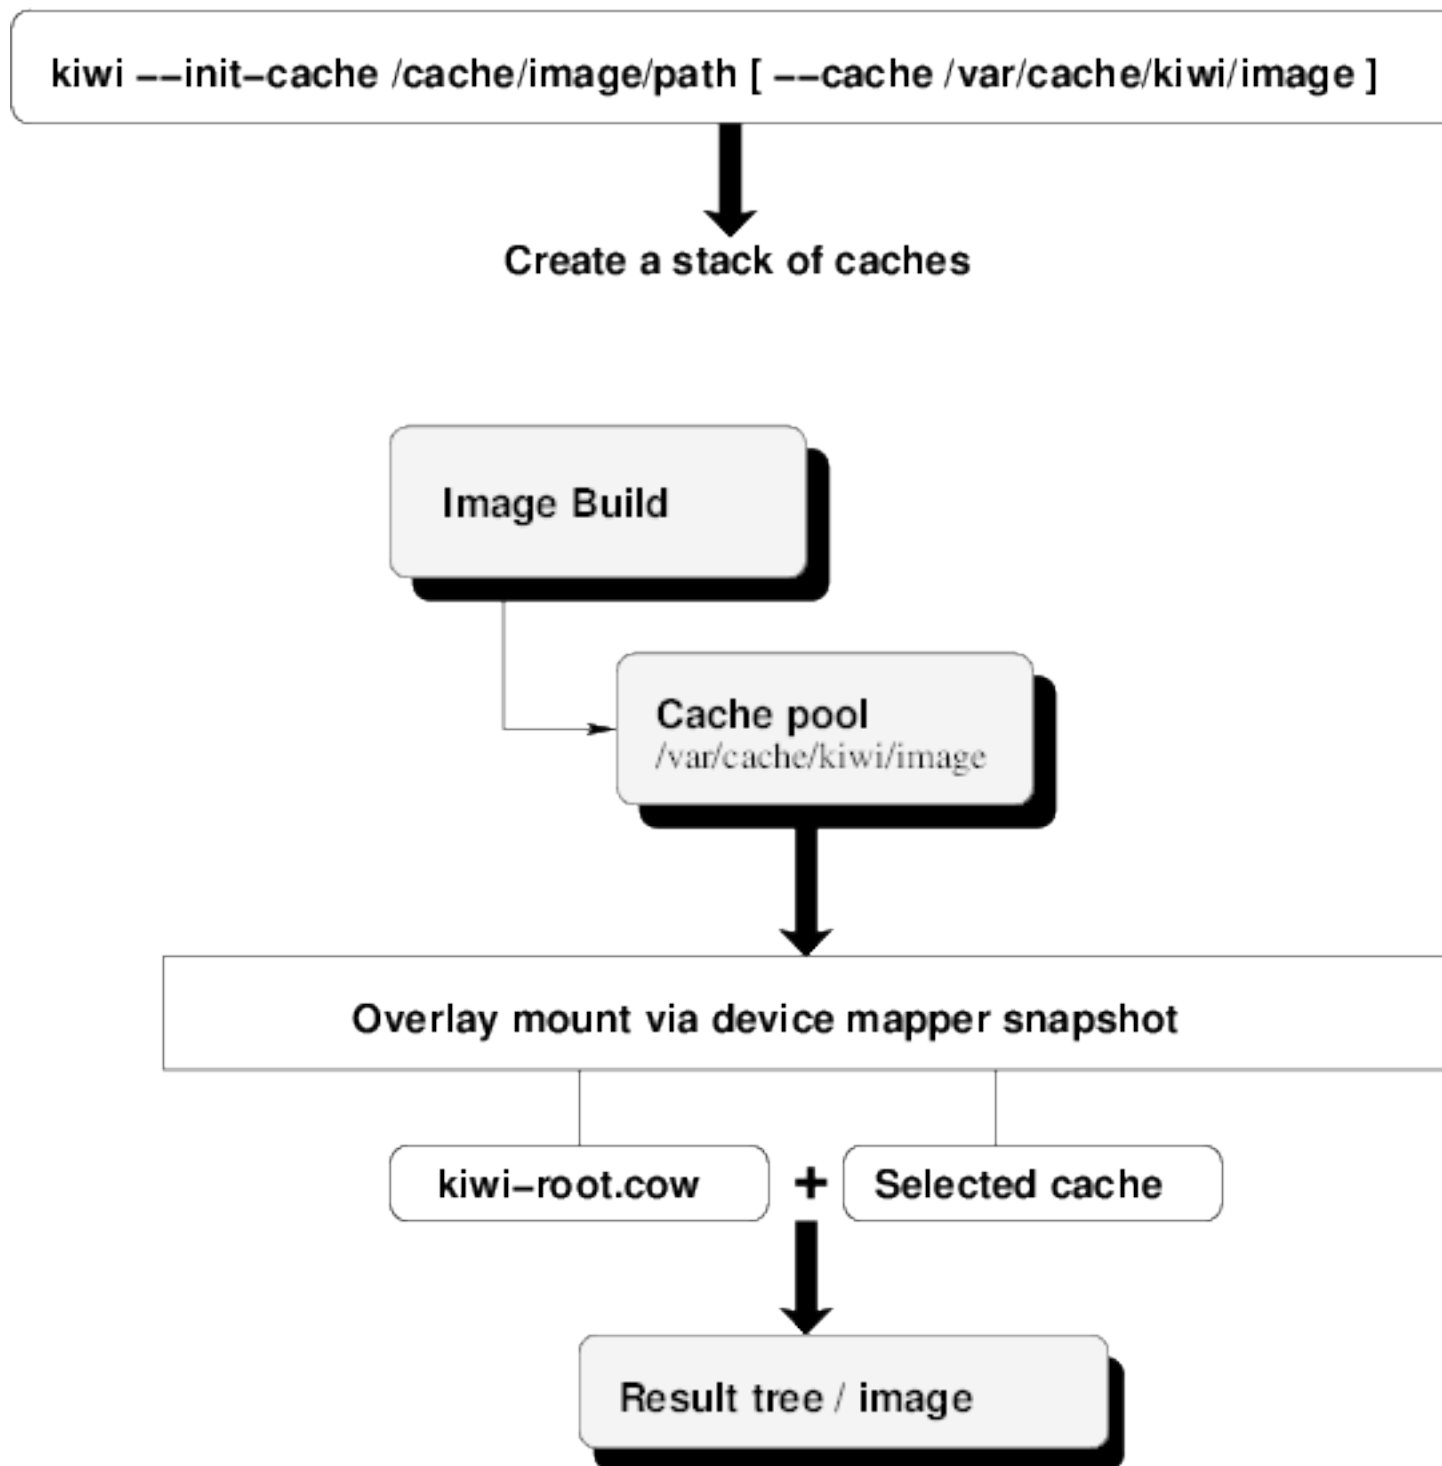 kiwi --init-cache /cache/image/path [ --cache /var/cache/kiwi/image ]
Create a stack of caches
Image Build
Cache pool
/var/cache/kiwi/image
Overlay mount via device mapper snapshot
kiwi-root.cow + Selected cache
Result tree / image